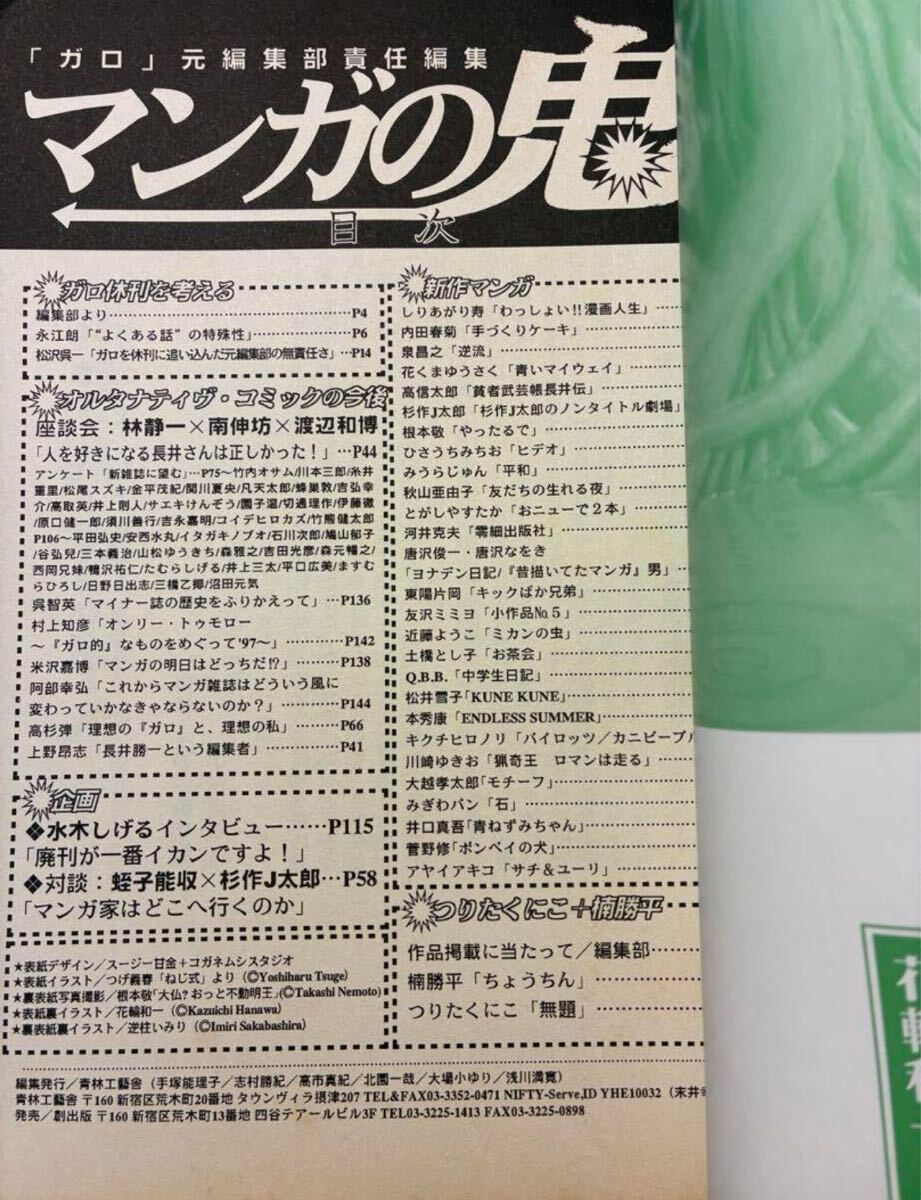 「ガロ」元編集部責任編集
マンガの鬼
目次
ガロ休刊を考える
編集部より……………………………P4
永江朗「“よくある話”の特殊性」……………P6
松沢呉一「ガロを休刊に追い込んだ元編集部の無責任さ」…P14
オルタナティヴ・コミックの今後
座談会：林静一×南伸坊×渡辺和博
「人を好きになる長井さんは正しかった！」…P44
アンケート「新雑誌に望む」…P75～竹内オサム/川本三郎/糸井
重里/松尾スズキ/金平茂紀/関川夏央/凡天太郎/蜂巣敦/吉弘幸
介/高取英/井上則人/サエキけんぞう/園子温/切通理作/伊藤徹
/原口健一郎/須川善行/吉永嘉明/コイデヒロカズ/竹熊健太郎
P106～平田弘史/安西水丸/イタガキノブオ/石川次郎/鳩山郁子
/谷弘兒/三本義治/山松ゆうきち/森雅之/吉田光彦/森元暢之/
西岡兄妹/鴨沢祐仁/たむらしげる/井上三太/平口広美/ますむ
らひろし/日野日出志/三橋乙揶/沼田元気
呉智英「マイナー誌の歴史をふりかえって」…P136
村上知彦「オンリー・トゥモロー
～『ガロ的』なものをめぐって'97～」…………P142
米沢嘉博「マンガの明日はどっちだ!?」………P138
阿部幸弘「これからマンガ雑誌はどういう風に
変わっていかなきゃならないのか？」…………P144
高杉弾「理想の『ガロ』と、理想の私」……P66
上野昂志「長井勝一という編集者」…………P41
企画
❖水木しげるインタビュー……P115
「廃刊が一番イカンですよ！」
❖対談：蛭子能収×杉作J太郎…P58
「マンガ家はどこへ行くのか」
★表紙デザイン／スージー甘金＋コガネムシスタジオ
★表紙イラスト／つげ義春「ねじ式」より（©Yoshiharu Tsuge）
★裏表紙写真撮影／根本敬「大仏？おっと不動明王」（©Takashi Nemoto）
★表紙裏イラスト／花輪和一（©Kazuichi Hanawa）
★裏表紙裏イラスト／逆柱いみり（©Imiri Sakabashira）
新作マンガ
しりあがり寿「わっしょい!!漫画人生」……
内田春菊「手づくりケーキ」……………
泉昌之「逆流」……………………
花くまゆうさく「青いマイウェイ」………
高信太郎「貧者武芸帳長井伝」…………
杉作J太郎「杉作J太郎のノンタイトル劇場」
根本敬「やったるで」………………
ひさうちみちお「ヒデオ」……………
みうらじゅん「平和」………………
秋山亜由子「友だちの生れる夜」………
とがしやすたか「おニューで２本」………
河井克夫「零細出版社」………………
唐沢俊一・唐沢なをき
「ヨナデン日記/『昔描いてたマンガ』男」……
東陽片岡「キックばか兄弟」……………
友沢ミミヨ「小作品No.５」……………
近藤ようこ「ミカンの虫」……………
土橋とし子「お茶会」………………
Q.B.B.「中学生日記」………………
松井雪子「KUNE KUNE」……………
本秀康「ENDLESS SUMMER」…………
キクチヒロノリ「パイロッツ／カニピープル
川崎ゆきお「猟奇王　ロマンは走る」……
大越孝太郎「モチーフ」………………
みぎわパン「石」……………………
井口真吾「青ねずみちゃん」……………
菅野修「ポンペイの犬」………………
アヤイアキコ「サチ＆ユーリ」…………
つりたくにこ＋楠勝平
作品掲載に当たって／編集部………
楠勝平「ちょうちん」……………
つりたくにこ「無題」……………
編集発行／青林工藝舎（手塚能理子／志村勝紀／高市真紀／北園一哉／大場小ゆり／浅川満寛）
青林工藝舎 〒160 新宿区荒木町20番地 タウンヴィラ摂津207 TEL&FAX03-3352-0471 NIFTY-Serve,ID YHE10032（末井
発売／創出版 〒160 新宿区荒木町13番地 四谷テアールビル3F TEL03-3225-1413 FAX03-3225-0898
花輪和一